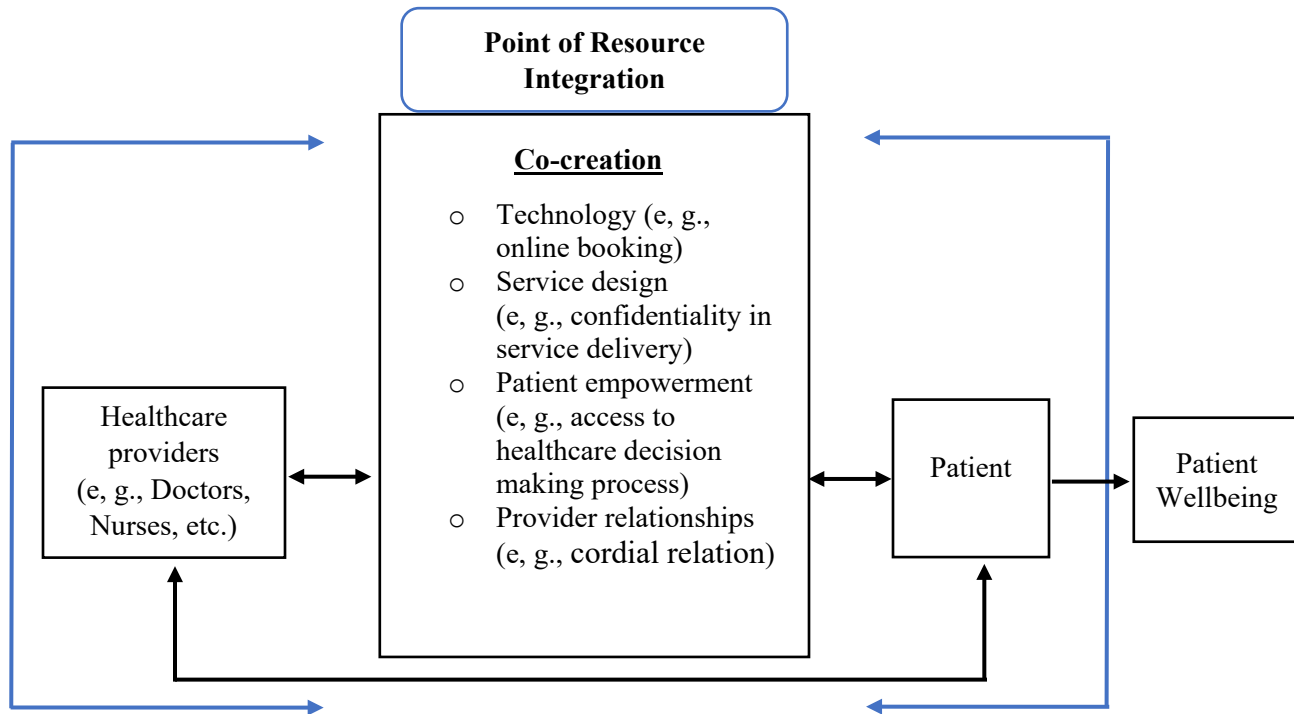 Point of Resource
Integration
Co-creation
o Technology (e, g.,
online booking)
o Service design
(e, g., confidentiality in
service delivery)
o Patient empowerment
(e, g., access to
healthcare decision
making process)
o Provider relationships
(e, g., cordial relation)
Healthcare
providers
(e, g., Doctors,
Nurses, etc.)
Patient
Patient
Wellbeing